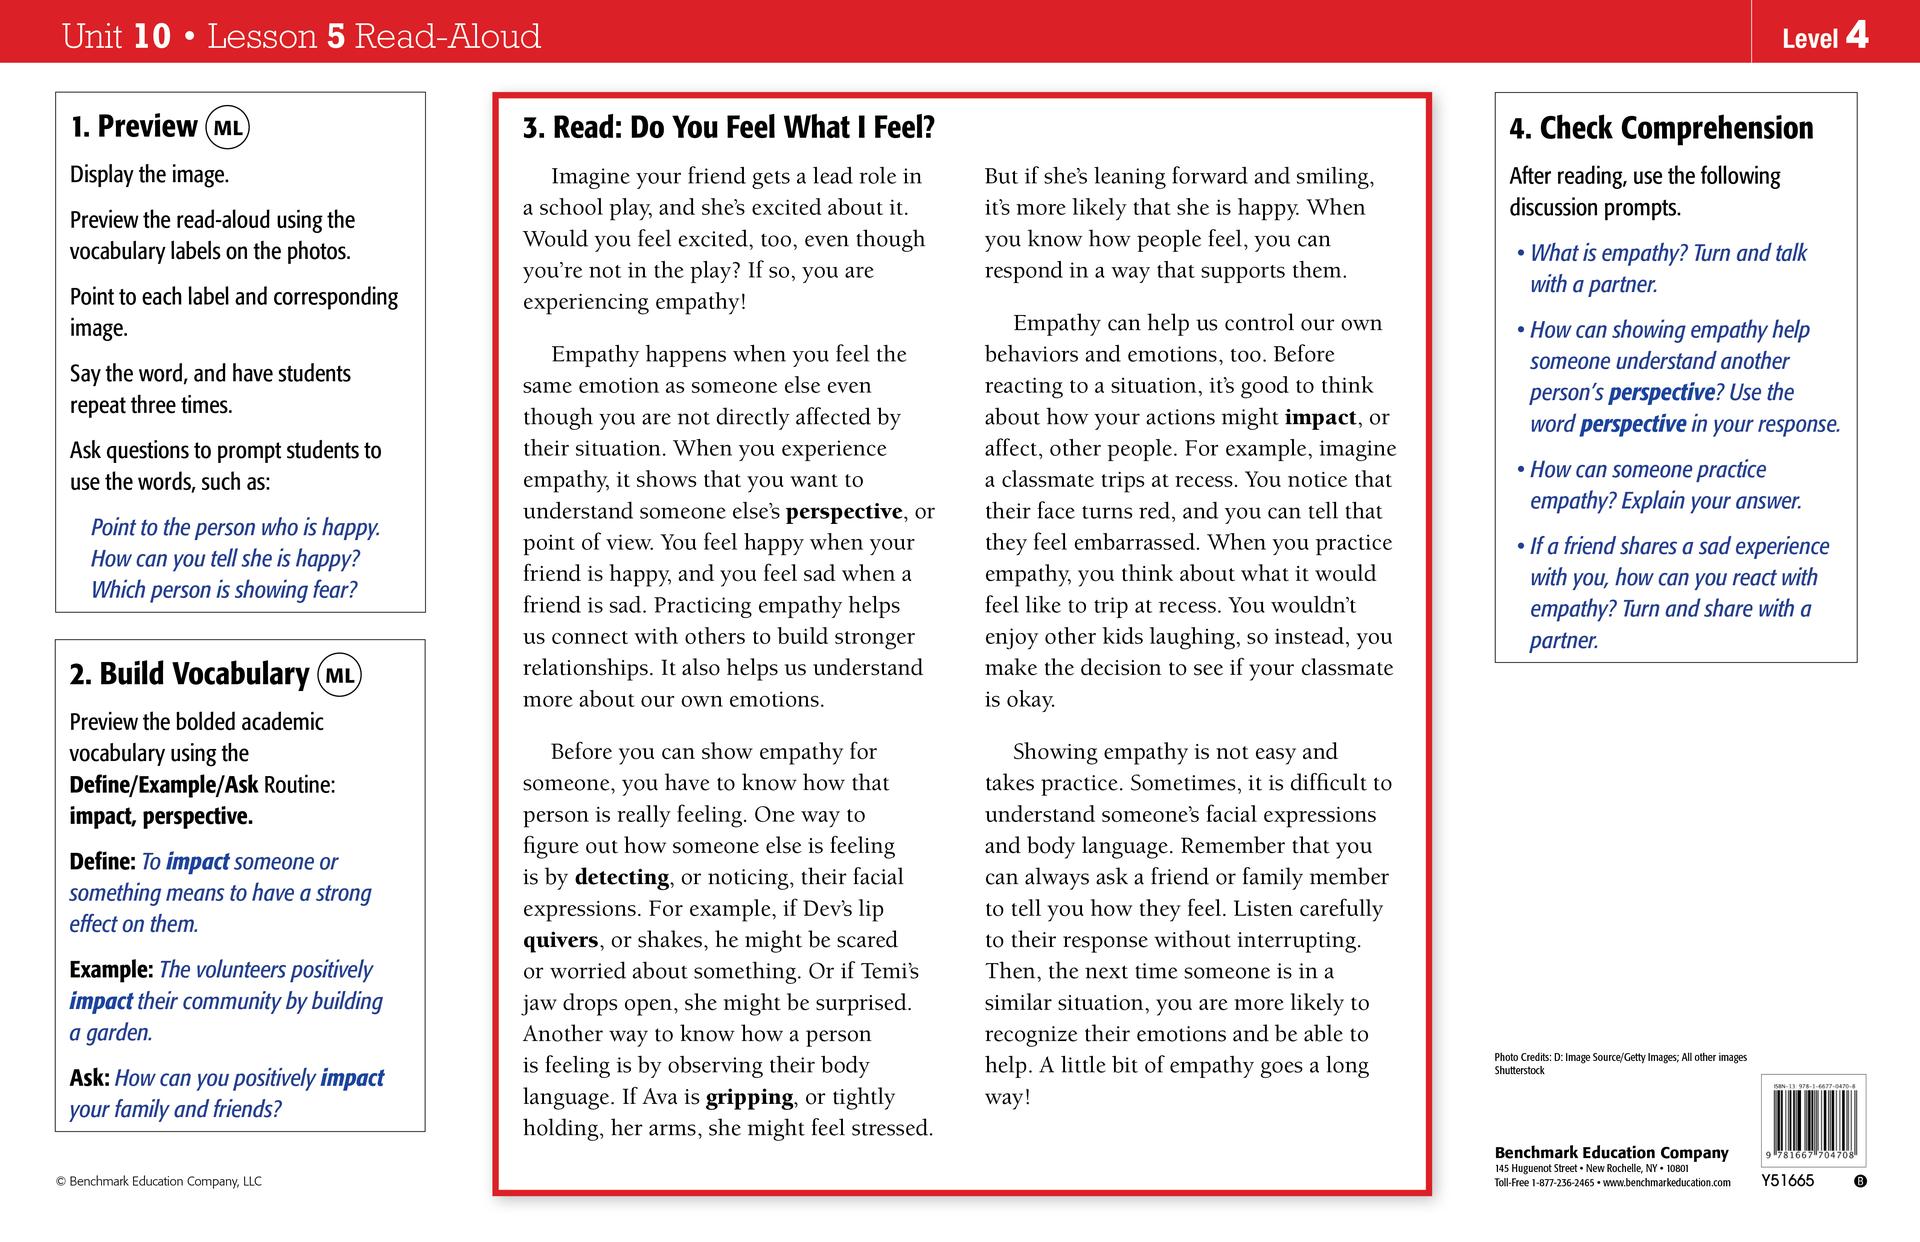 Unit 10 • Lesson 5 Read-Aloud
Level 4
1. Preview ML
Display the image.
Preview the read-aloud using the
vocabulary labels on the photos.
Point to each label and corresponding
image.
Say the word, and have students
repeat three times.
Ask questions to prompt students to
use the words, such as:
Point to the person who is happy.
How can you tell she is happy?
Which person is showing fear?
2. Build Vocabulary ML
Preview the bolded academic
vocabulary using the
Define/Example/Ask Routine:
impact, perspective.
Define: To impact someone or
something means to have a strong
effect on them.
Example: The volunteers positively
impact their community by building
a garden.
Ask: How can you positively impact
your family and friends?
© Benchmark Education Company, LLC
3. Read: Do You Feel What I Feel?
Imagine your friend gets a lead role in
a school play, and she's excited about it.
Would you feel excited, too, even though
you're not in the play? If so, you are
experiencing empathy!
Empathy happens when you feel the
same emotion as someone else even
though you are not directly affected by
their situation. When you experience
empathy, it shows that you want to
understand someone else's perspective, or
point of view. You feel happy when your
friend is happy, and you feel sad when a
friend is sad. Practicing empathy helps
us connect with others to build stronger
relationships. It also helps us understand
more about our own emotions.
Before you can show empathy for
someone, you have to know how that
person is really feeling. One way to
figure out how someone else is feeling
is by detecting, or noticing, their facial
expressions. For example, if Dev's lip
quivers, or shakes, he might be scared
or worried about something. Or if Temi's
jaw drops open, she might be surprised.
Another way to know how a person
is feeling is by observing their body
language. If Ava is gripping, or tightly
holding, her arms, she might feel stressed.
But if she's leaning forward and smiling,
it's more likely that she is happy. When
you know how people feel, you can
respond in a way that supports them.
Empathy can help us control our own
behaviors and emotions, too. Before
reacting to a situation, it's good to think
about how your actions might impact, or
affect, other people. For example, imagine
a classmate trips at recess. You notice that
their face turns red, and you can tell that
they feel embarrassed. When you practice
empathy, you think about what it would
feel like to trip at recess. You wouldn't
enjoy other kids laughing, so instead, you
make the decision to see if your classmate
is okay.
Showing empathy is not easy and
takes practice. Sometimes, it is difficult to
understand someone's facial expressions
and body language. Remember that you
can always ask a friend or family member
to tell you how they feel. Listen carefully
to their response without interrupting.
Then, the next time someone is in a
similar situation, you are more likely to
recognize their emotions and be able to
help. A little bit of empathy goes a long
way!
4. Check Comprehension
After reading, use the following
discussion prompts.
• What is empathy? Turn and talk
with a partner.
• How can showing empathy help
someone understand another
person's perspective? Use the
word perspective in your response.
• How can someone practice
empathy? Explain your answer.
• If a friend shares a sad experience
with you, how can you react with
empathy? Turn and share with a
partner.
Photo Credits: D: Image Source/Getty Images; All other images
Shutterstock
Benchmark Education Company
145 Huguenot Street • New Rochelle, NY • 10801
Toll-Free 1-877-236-2465 • www.benchmarkeducation.com
ISBN-13: 978-1-6677-0470-8
9 781667 704708
Y51665
B